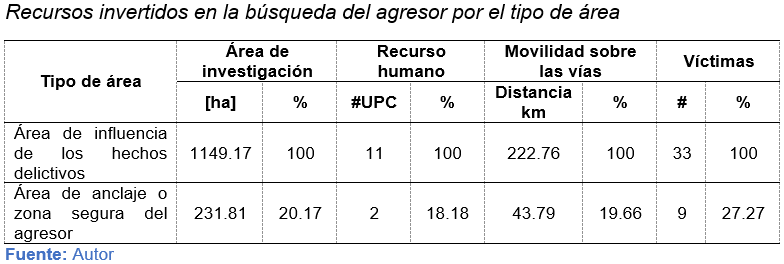 Recursos invertidos en la búsqueda del agresor por el tipo de área
Tipo de área
Área de investigación
Recurso humano
Movilidad sobre las vías
Víctimas
[ha] % #UPC % Distancia km % # %
Área de influencia de los hechos delictivos
1149.17 100 11 100 222.76 100 33 100
Área de anclaje o zona segura del agresor
231.81 20.17 2 18.18 43.79 19.66 9 27.27
Fuente: Autor